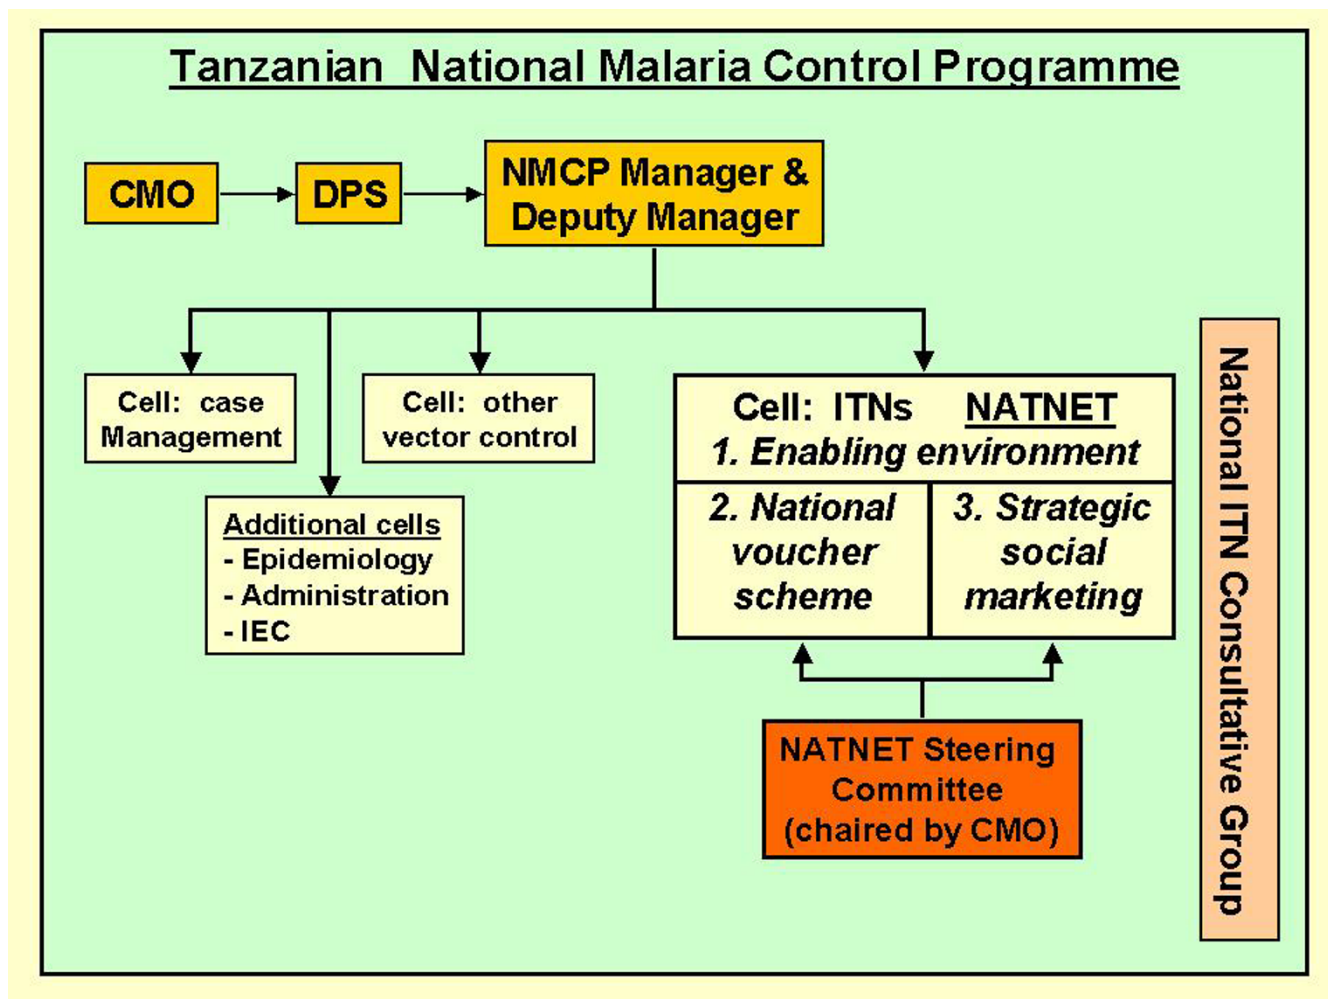 Tanzanian National Malaria Control Programme
CMO
DPS
NMCP Manager &
Deputy Manager
Cell: case
Management
Cell: other
vector control
Additional cells
- Epidemiology
- Administration
- IEC
Cell: ITNs NATNET
1. Enabling environment
2. National
voucher
scheme
3. Strategic
social
marketing
NATNET Steering
Committee
(chaired by CMO)
National ITN Consultative Group